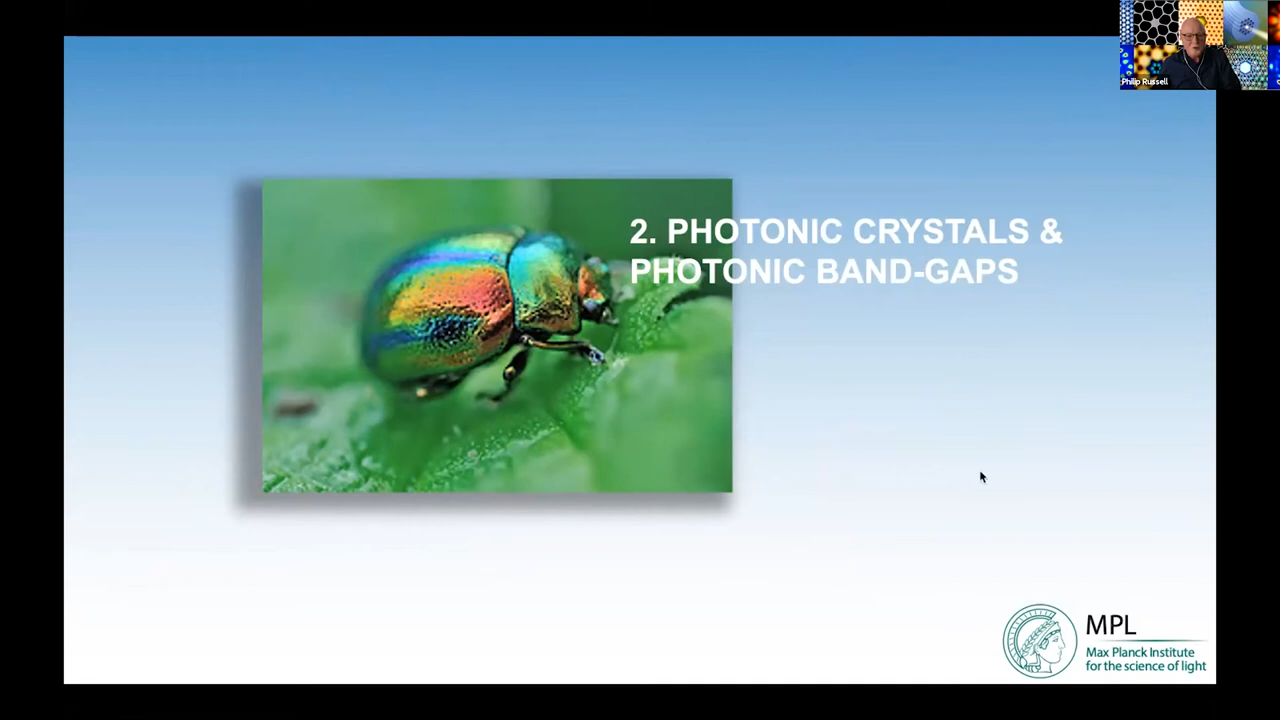 Philip Russell
2. PHOTONIC CRYSTALS &
PHOTONIC BAND-GAPS
MPL
Max Planck Institute
for the science of light